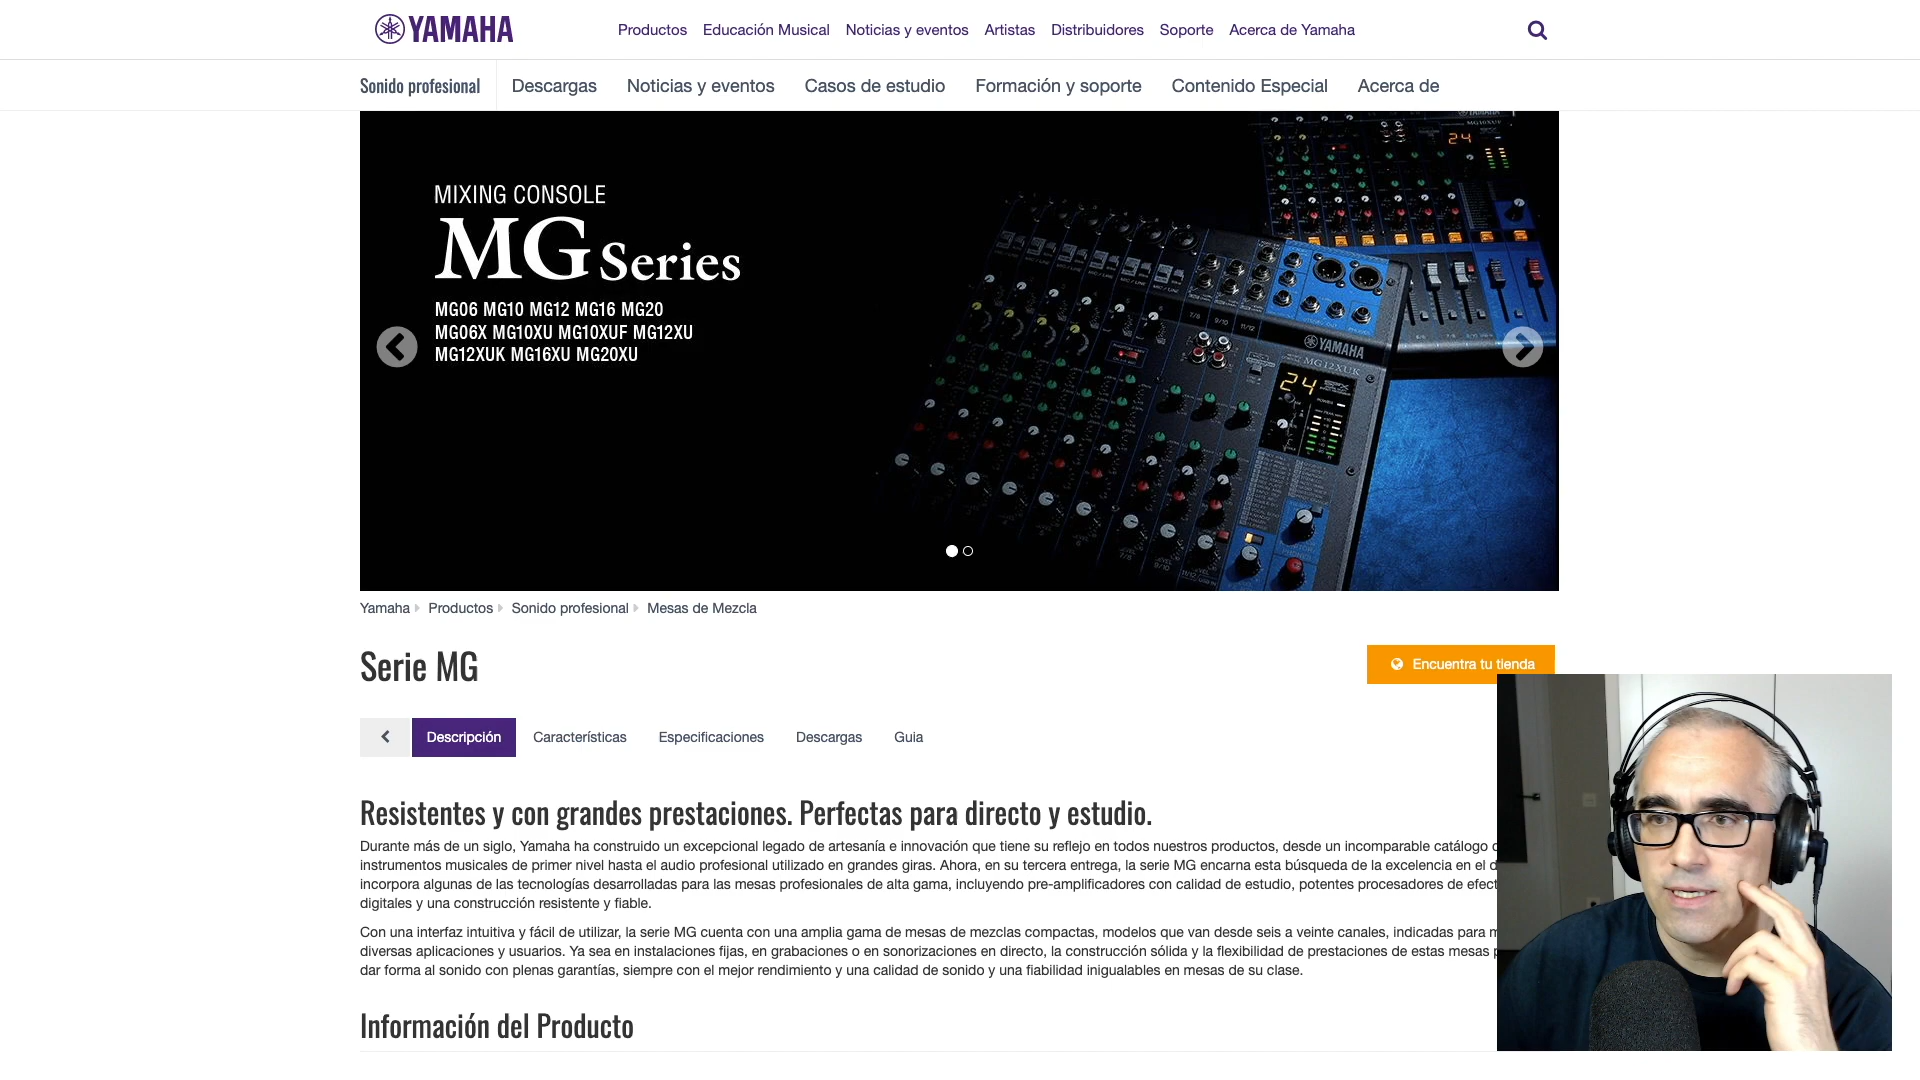 YAMAHA
Productos Educación Musical Noticias y eventos Artistas Distribuidores Soporte Acerca de Yamaha
Sonido profesional Descargas Noticias y eventos Casos de estudio Formación y soporte Contenido Especial Acerca de
MIXING CONSOLE
MG Series
MG06 MG10 MG12 MG16 MG20
MG06X MG10XU MG10XUF MG12XU
MG12XUK MG16XU MG20XU
MG10XUF
24
YAMAHA
MG12XUK
24
7/8 9/10 11/12
Yamaha Productos Sonido profesional Mesas de Mezcla
Serie MG
Encuentra tu tienda
Descripción Características Especificaciones Descargas Guia
Resistentes y con grandes prestaciones. Perfectas para directo y estudio.
Durante más de un siglo, Yamaha ha construido un excepcional legado de artesanía e innovación que tiene su reflejo en todos nuestros productos, desde un incomparable catálogo
instrumentos musicales de primer nivel hasta el audio profesional utilizado en grandes giras. Ahora, en su tercera entrega, la serie MG encarna esta búsqueda de la excelencia en el
incorpora algunas de las tecnologías desarrolladas para las mesas profesionales de alta gama, incluyendo pre-amplificadores con calidad de estudio, potentes procesadores de efect
digitales y una construcción resistente y fiable.
Con una interfaz intuitiva y fácil de utilizar, la serie MG cuenta con una amplia gama de mesas de mezclas compactas, modelos que van desde seis a veinte canales, indicadas para
diversas aplicaciones y usuarios. Ya sea en instalaciones fijas, en grabaciones o en sonorizaciones en directo, la construcción sólida y la flexibilidad de prestaciones de estas mesas
dar forma al sonido con plenas garantías, siempre con el mejor rendimiento y una calidad de sonido y una fiabilidad inigualables en mesas de su clase.
Información del Producto